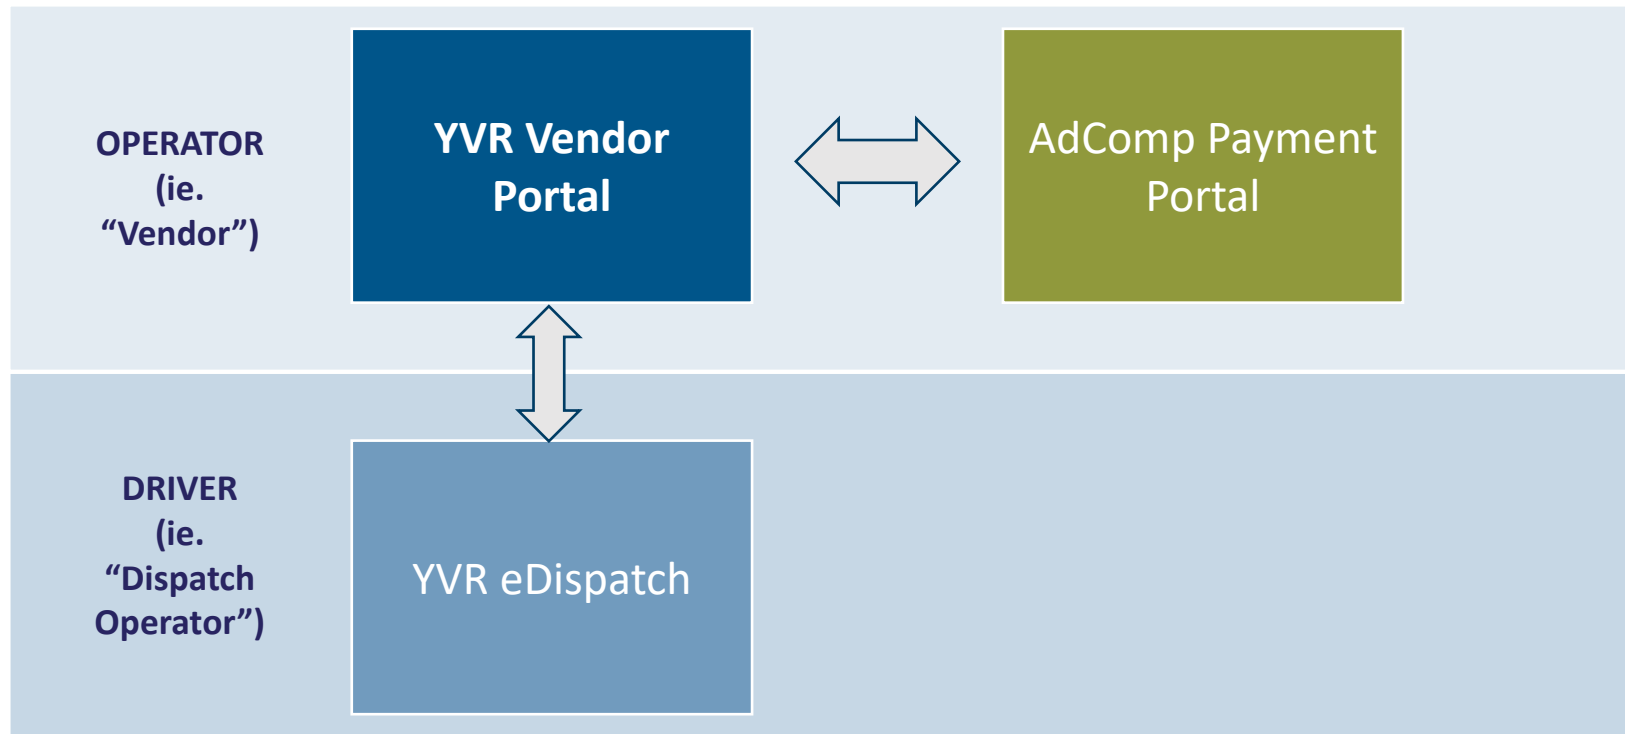 OPERATOR
(ie.
“Vendor”)
YVR Vendor
Portal
AdComp Payment
Portal
DRIVER
(ie.
“Dispatch
Operator”)
YVR eDispatch